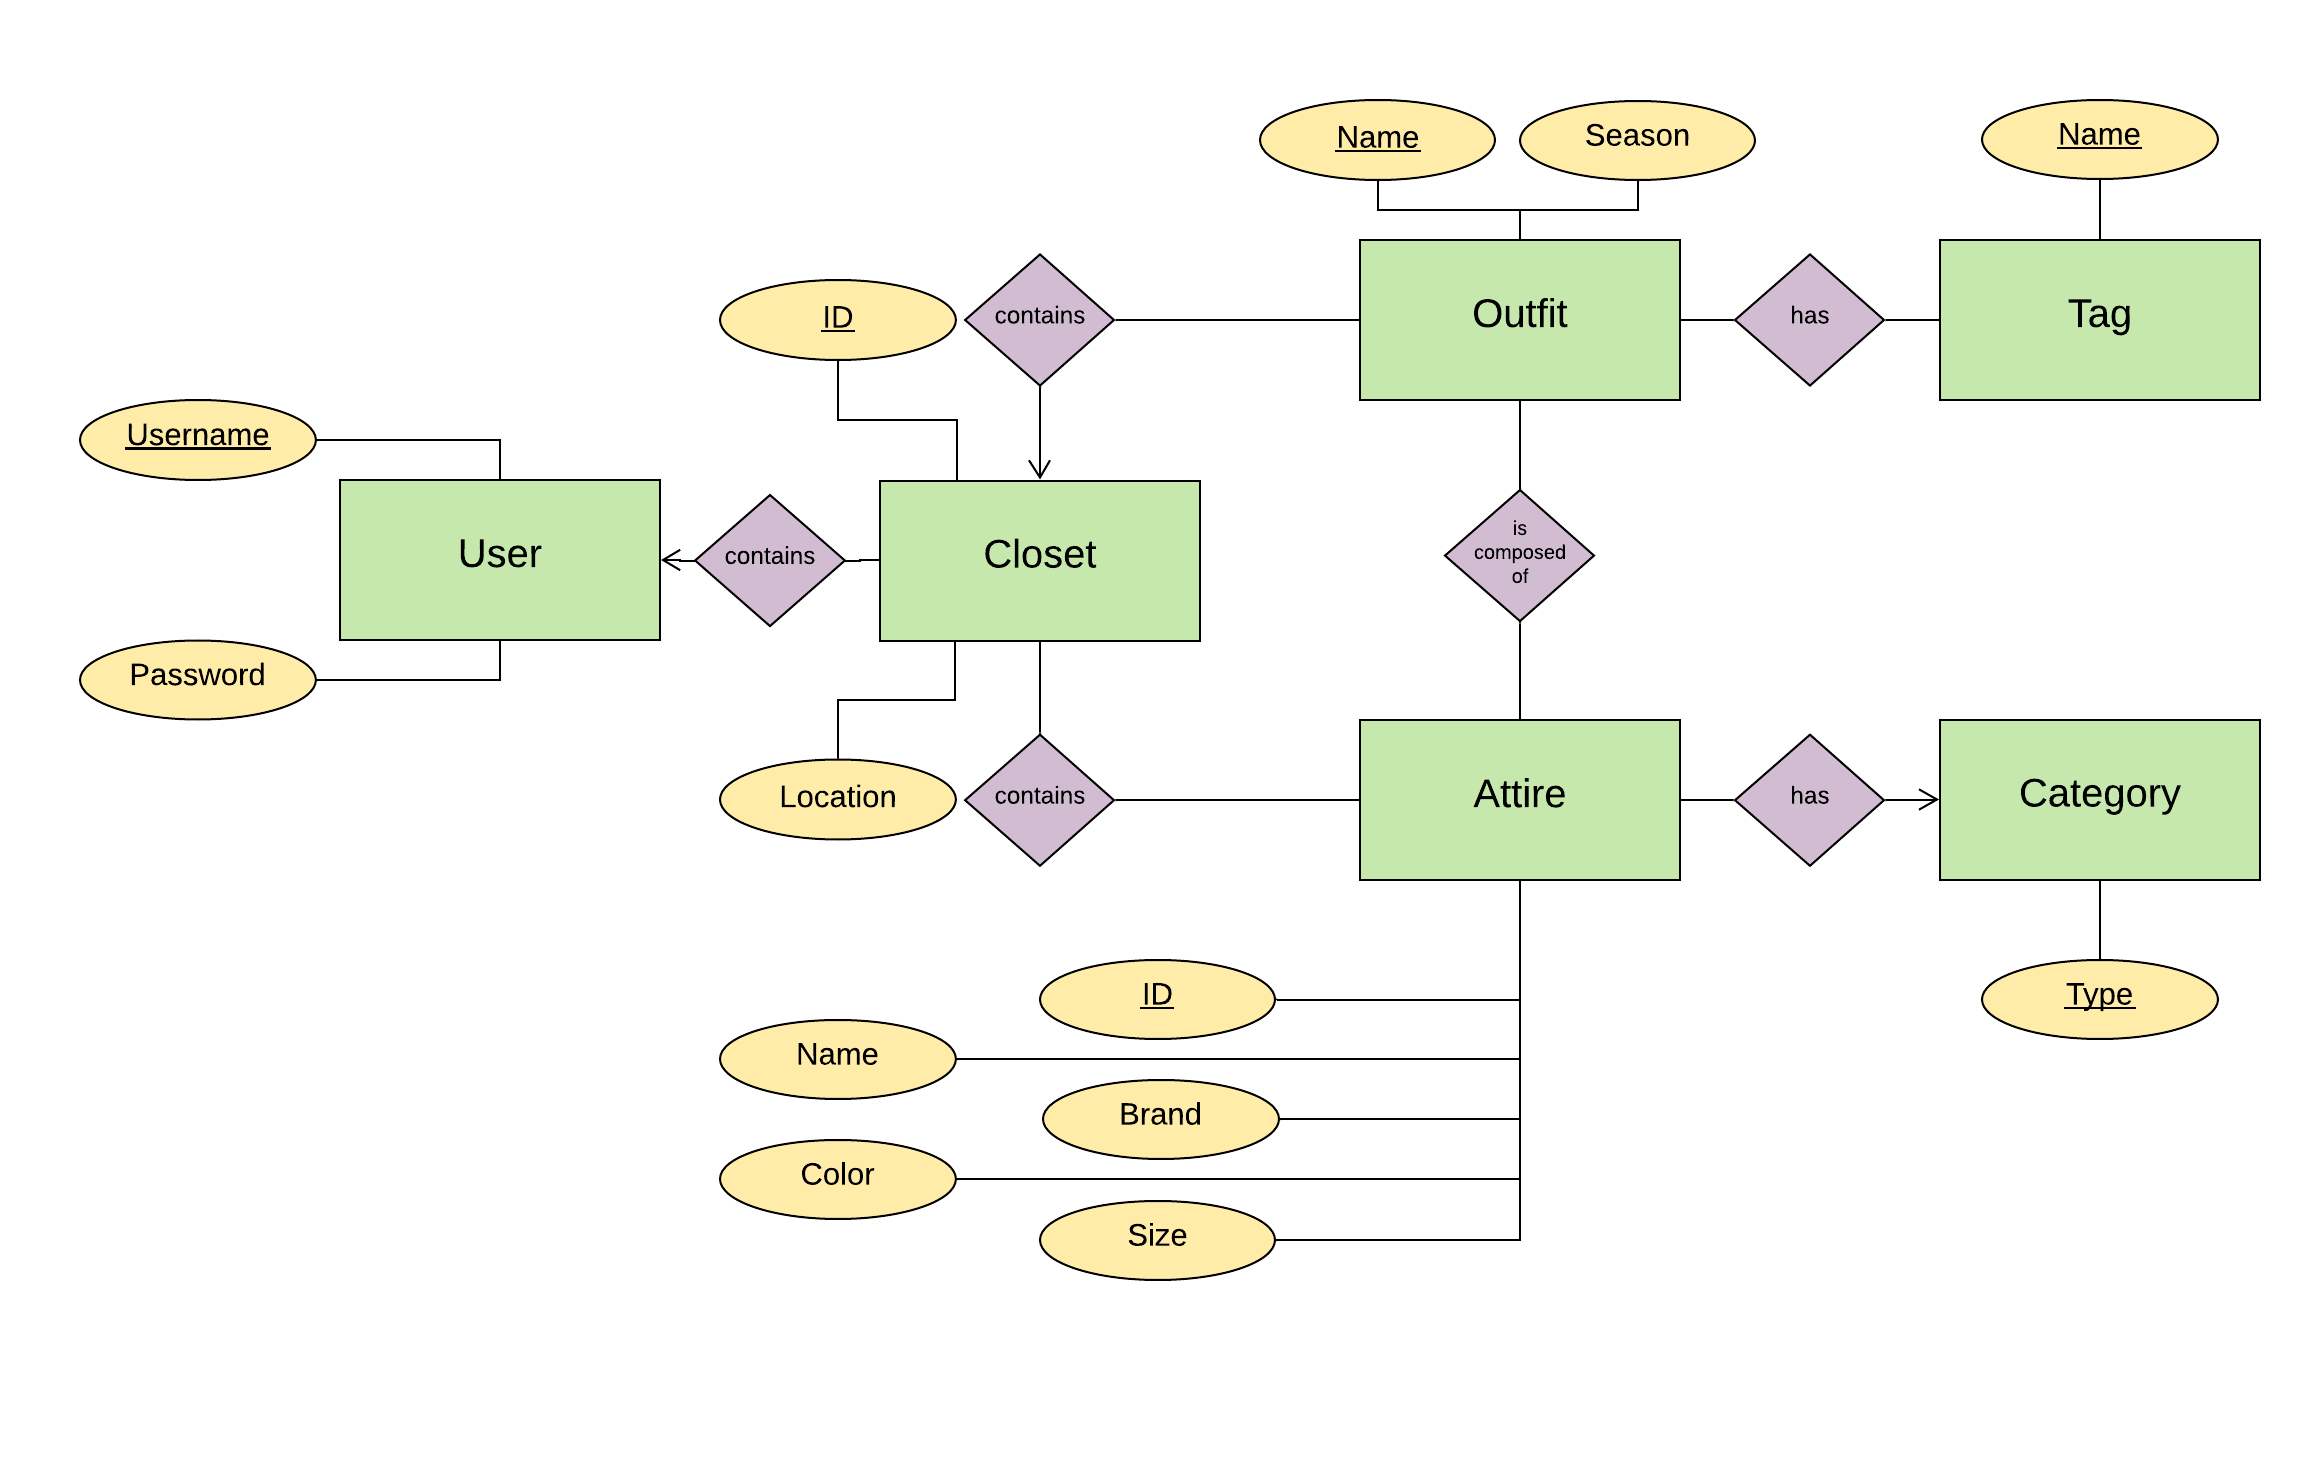 Name
Season
Name
ID
contains
Outfit
has
Tag
Username
User
contains
Closet
is
composed
of
Password
Location
contains
Attire
has
Category
ID
Type
Name
Brand
Color
Size